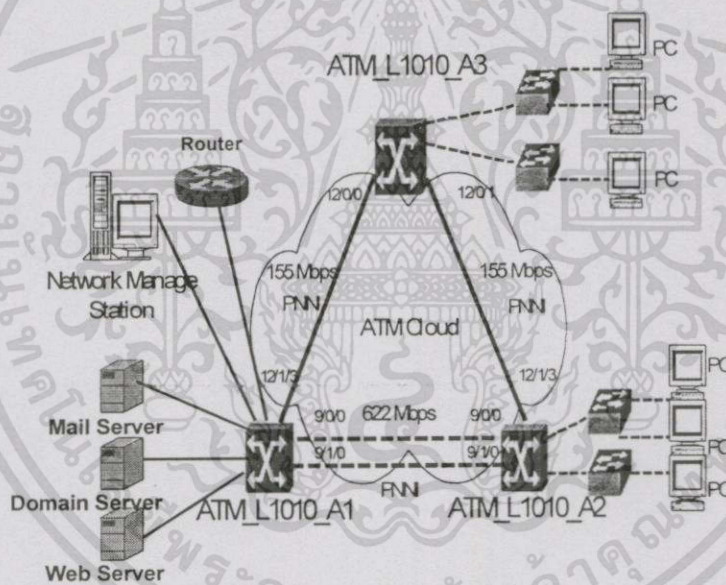 ATM_L1010_A3
PC
PC
PC
Router
12/0/0
12/0/1
Network Manage
Station
155 Mbps
PNNI
155 Mbps
PNNI
ATM Cloud
Mail Server
12/1/3
12/1/3
9/0/0
622 Mbps
9/0/0
9/1/0
9/1/0
PNNI
PC
PC
PC
Domain Server
ATM_L1010_A1
ATM_L1010_A2
Web Server